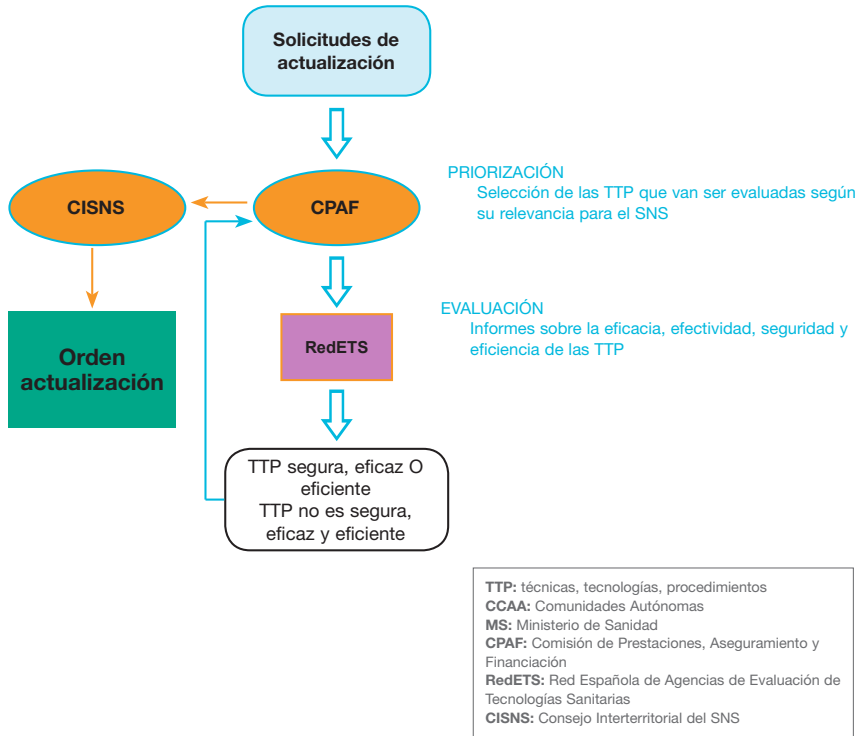 Solicitudes de
actualización
PRIORIZACIÓN
Selección de las TTP que van ser evaluadas según
su relevancia para el SNS
CISNS
CPAF
EVALUACIÓN
Informes sobre la eficacia, efectividad, seguridad y
eficiencia de las TTP
Orden
actualización
RedETS
TTP segura, eficaz O
eficiente
TTP no es segura,
eficaz y eficiente
TTP: técnicas, tecnologías, procedimientos
CCAA: Comunidades Autónomas
MS: Ministerio de Sanidad
CPAF: Comisión de Prestaciones, Aseguramiento y
Financiación
RedETS: Red Española de Agencias de Evaluación de
Tecnologías Sanitarias
CISNS: Consejo Interterritorial del SNS